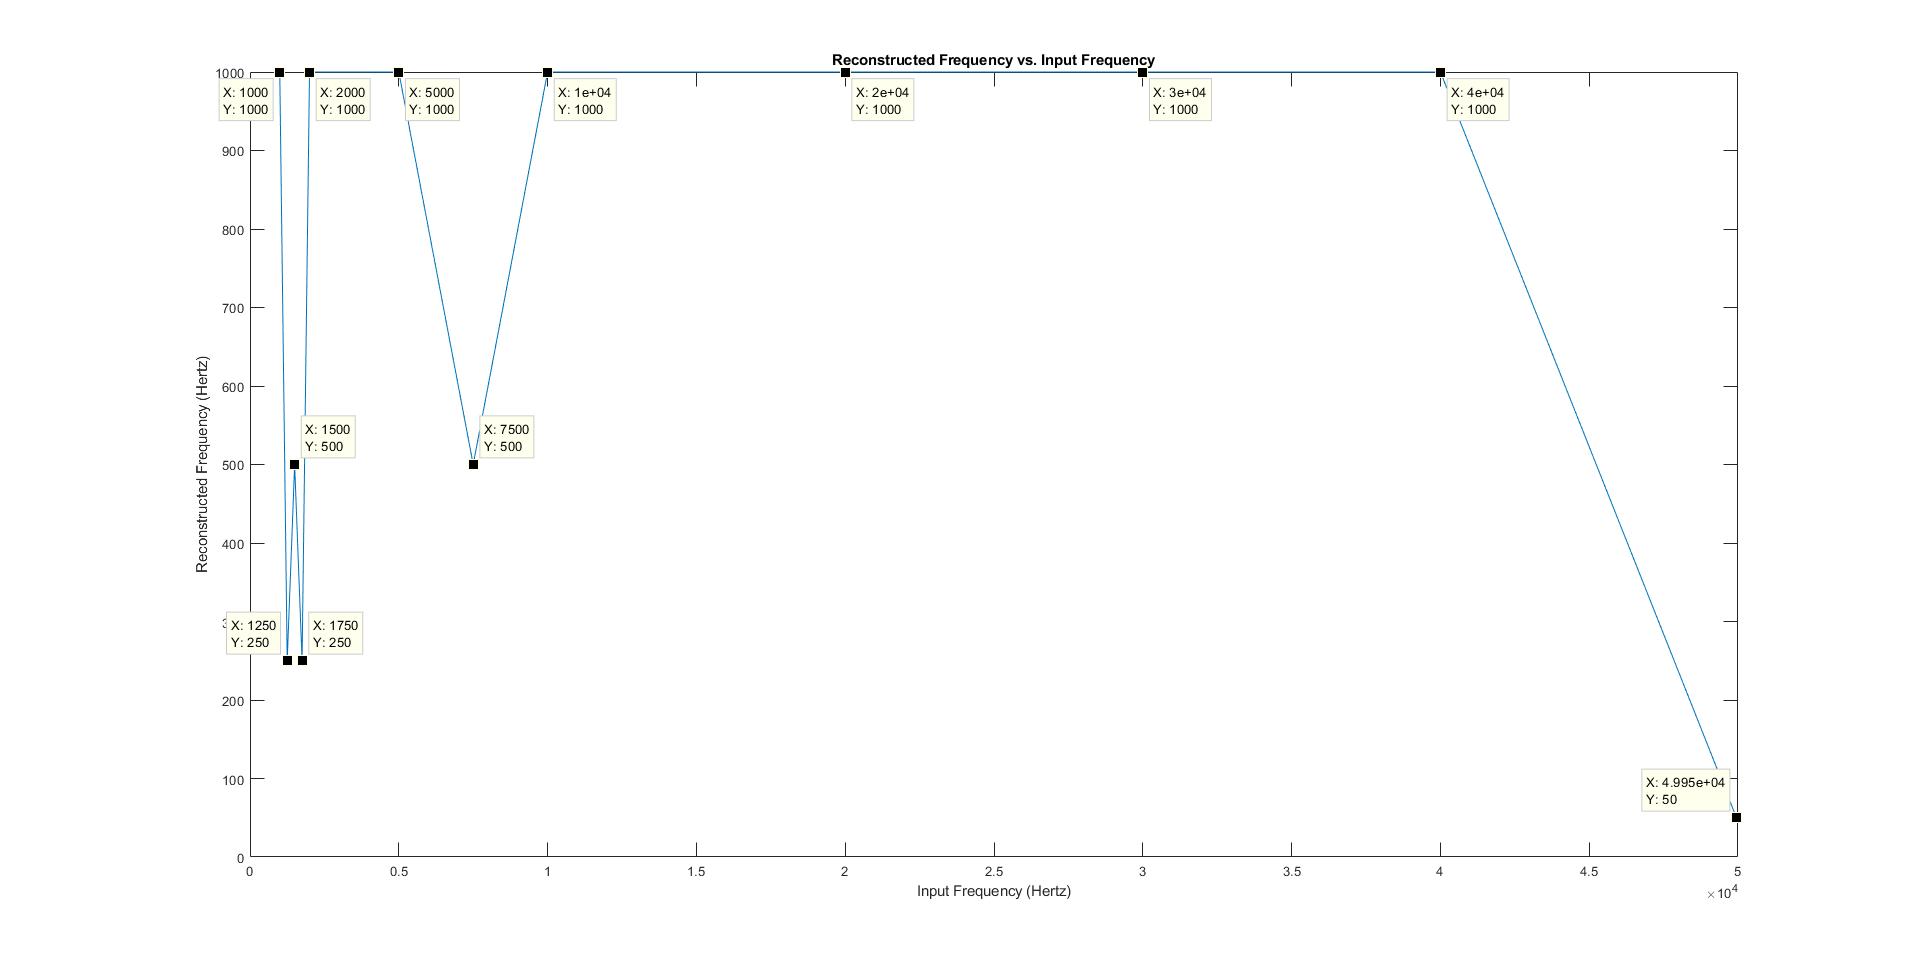 Reconstructed Frequency vs. Input Frequency
1000
900
800
700
600
500
400
200
100
0
Reconstructed Frequency (Hertz)
X: 1000
Y: 1000
X: 2000
Y: 1000
X: 5000
Y: 1000
X: 1e+04
Y: 1000
X: 2e+04
Y: 1000
X: 3e+04
Y: 1000
X: 4e+04
Y: 1000
X: 1500
Y: 500
X: 7500
Y: 500
X: 1250
Y: 250
X: 1750
Y: 250
X: 4.995e+04
Y: 50
0
0.5
1
1.5
2
2.5
3
3.5
4
4.5
5
×10^4
Input Frequency (Hertz)